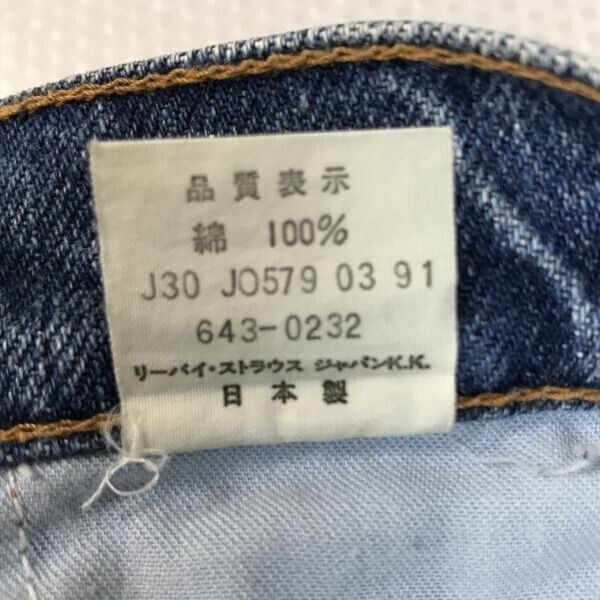 品質表示
綿 100%
J30 JO579 03 91
643-0232
リーバイ・ストラウス ジャパンK.K.
日本製